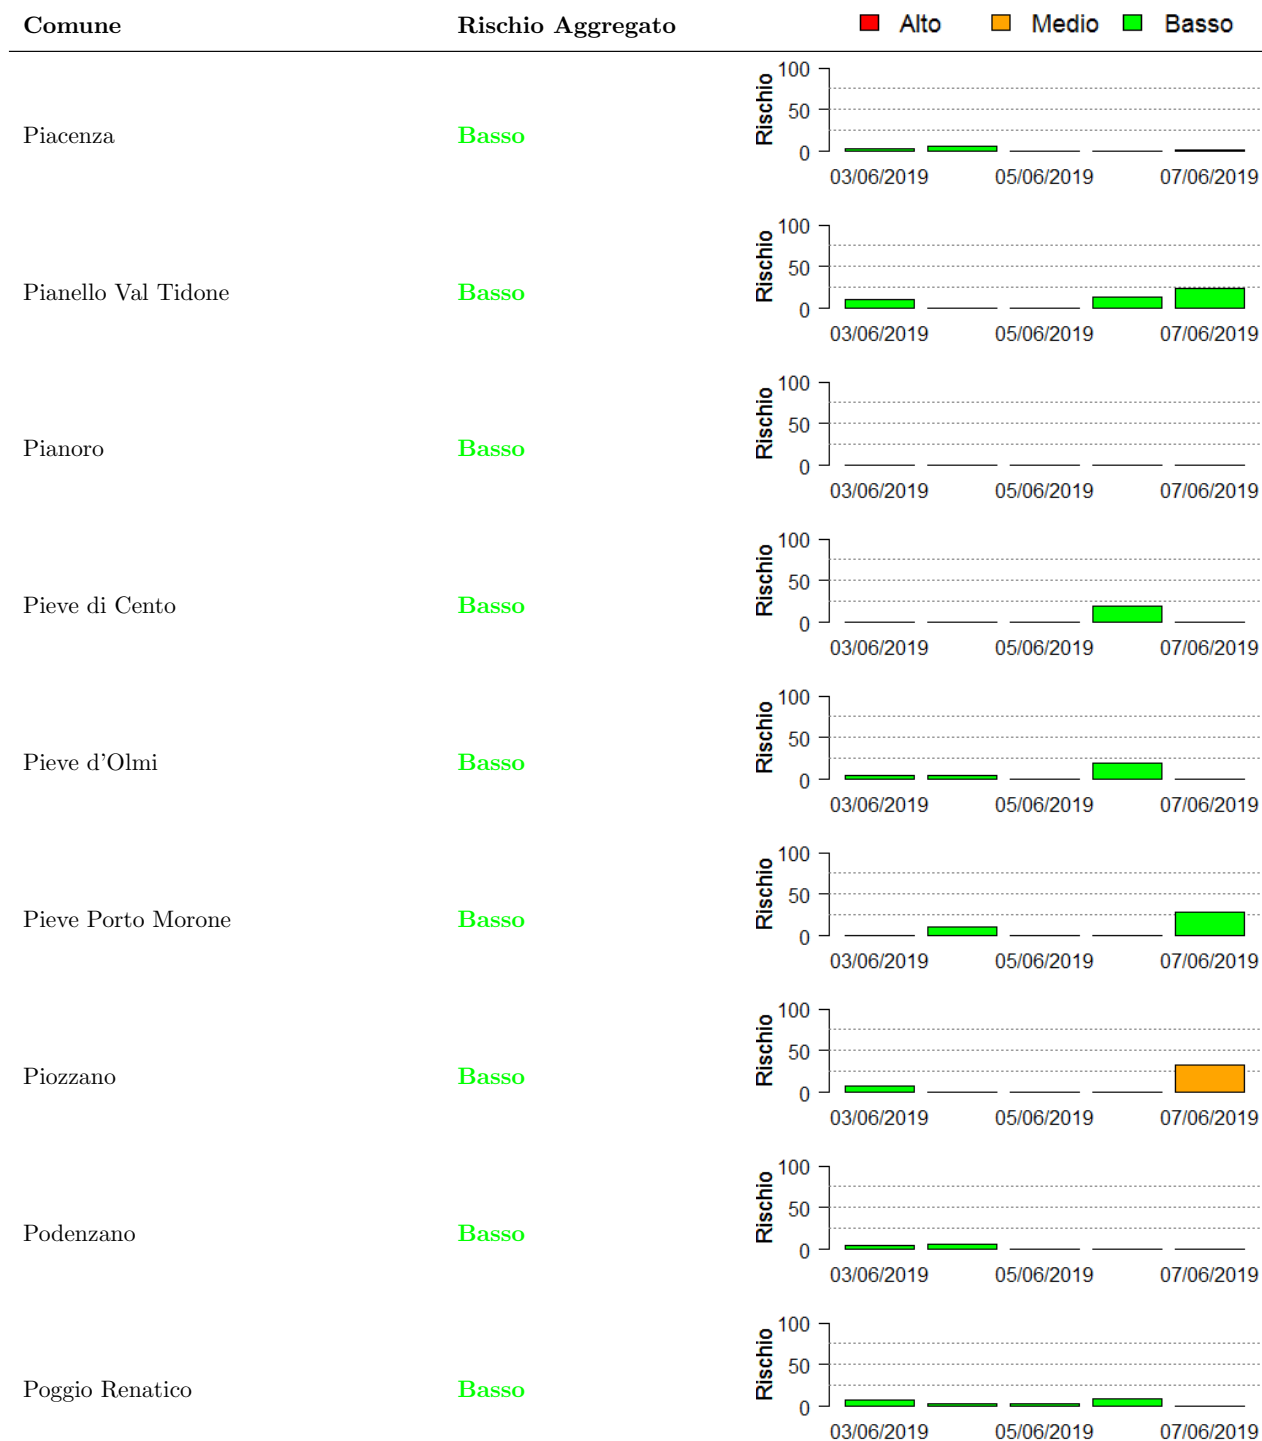 Comune Rischio Aggregato Alto Medio Basso
Piacenza Basso Rischio 100 50 0
03/06/2019 05/06/2019 07/06/2019
Pianello Val Tidone Basso Rischio 100 50 0
03/06/2019 05/06/2019 07/06/2019
Pianoro Basso Rischio 100 50 0
03/06/2019 05/06/2019 07/06/2019
Pieve di Cento Basso Rischio 100 50 0
03/06/2019 05/06/2019 07/06/2019
Pieve d'Olmi Basso Rischio 100 50 0
03/06/2019 05/06/2019 07/06/2019
Pieve Porto Morone Basso Rischio 100 50 0
03/06/2019 05/06/2019 07/06/2019
Piozzano Basso Rischio 100 50 0
03/06/2019 05/06/2019 07/06/2019
Podenzano Basso Rischio 100 50 0
03/06/2019 05/06/2019 07/06/2019
Poggio Renatico Basso Rischio 100 50 0
03/06/2019 05/06/2019 07/06/2019